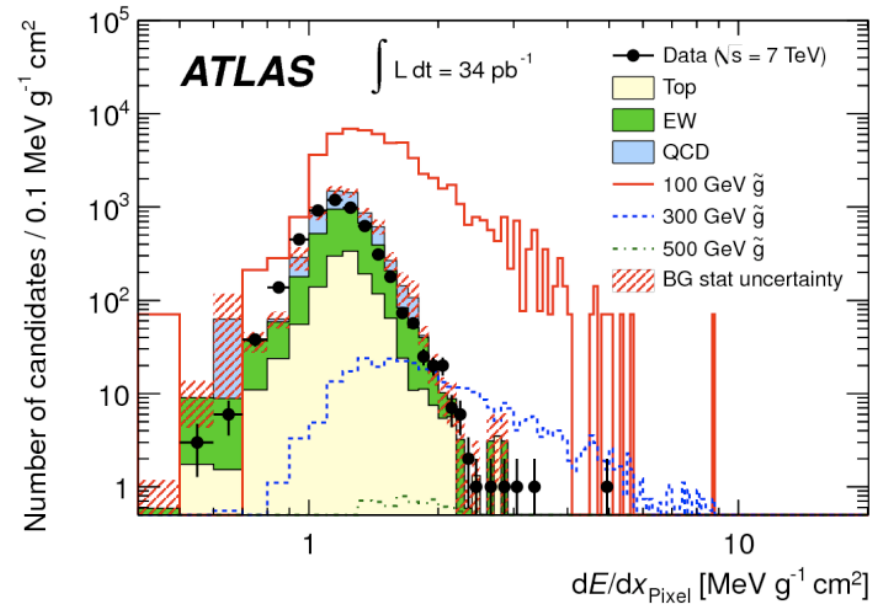 ATLAS
∫ L dt = 34 pb⁻¹
Data (√s = 7 TeV)
Top
EW
QCD
100 GeV g̃
300 GeV g̃
500 GeV g̃
BG stat uncertainty
Number of candidates / 0.1 MeV g⁻¹ cm²
10⁵
10⁴
10³
10²
10
1
1
10
dE/dx_Pixel [MeV g⁻¹ cm²]